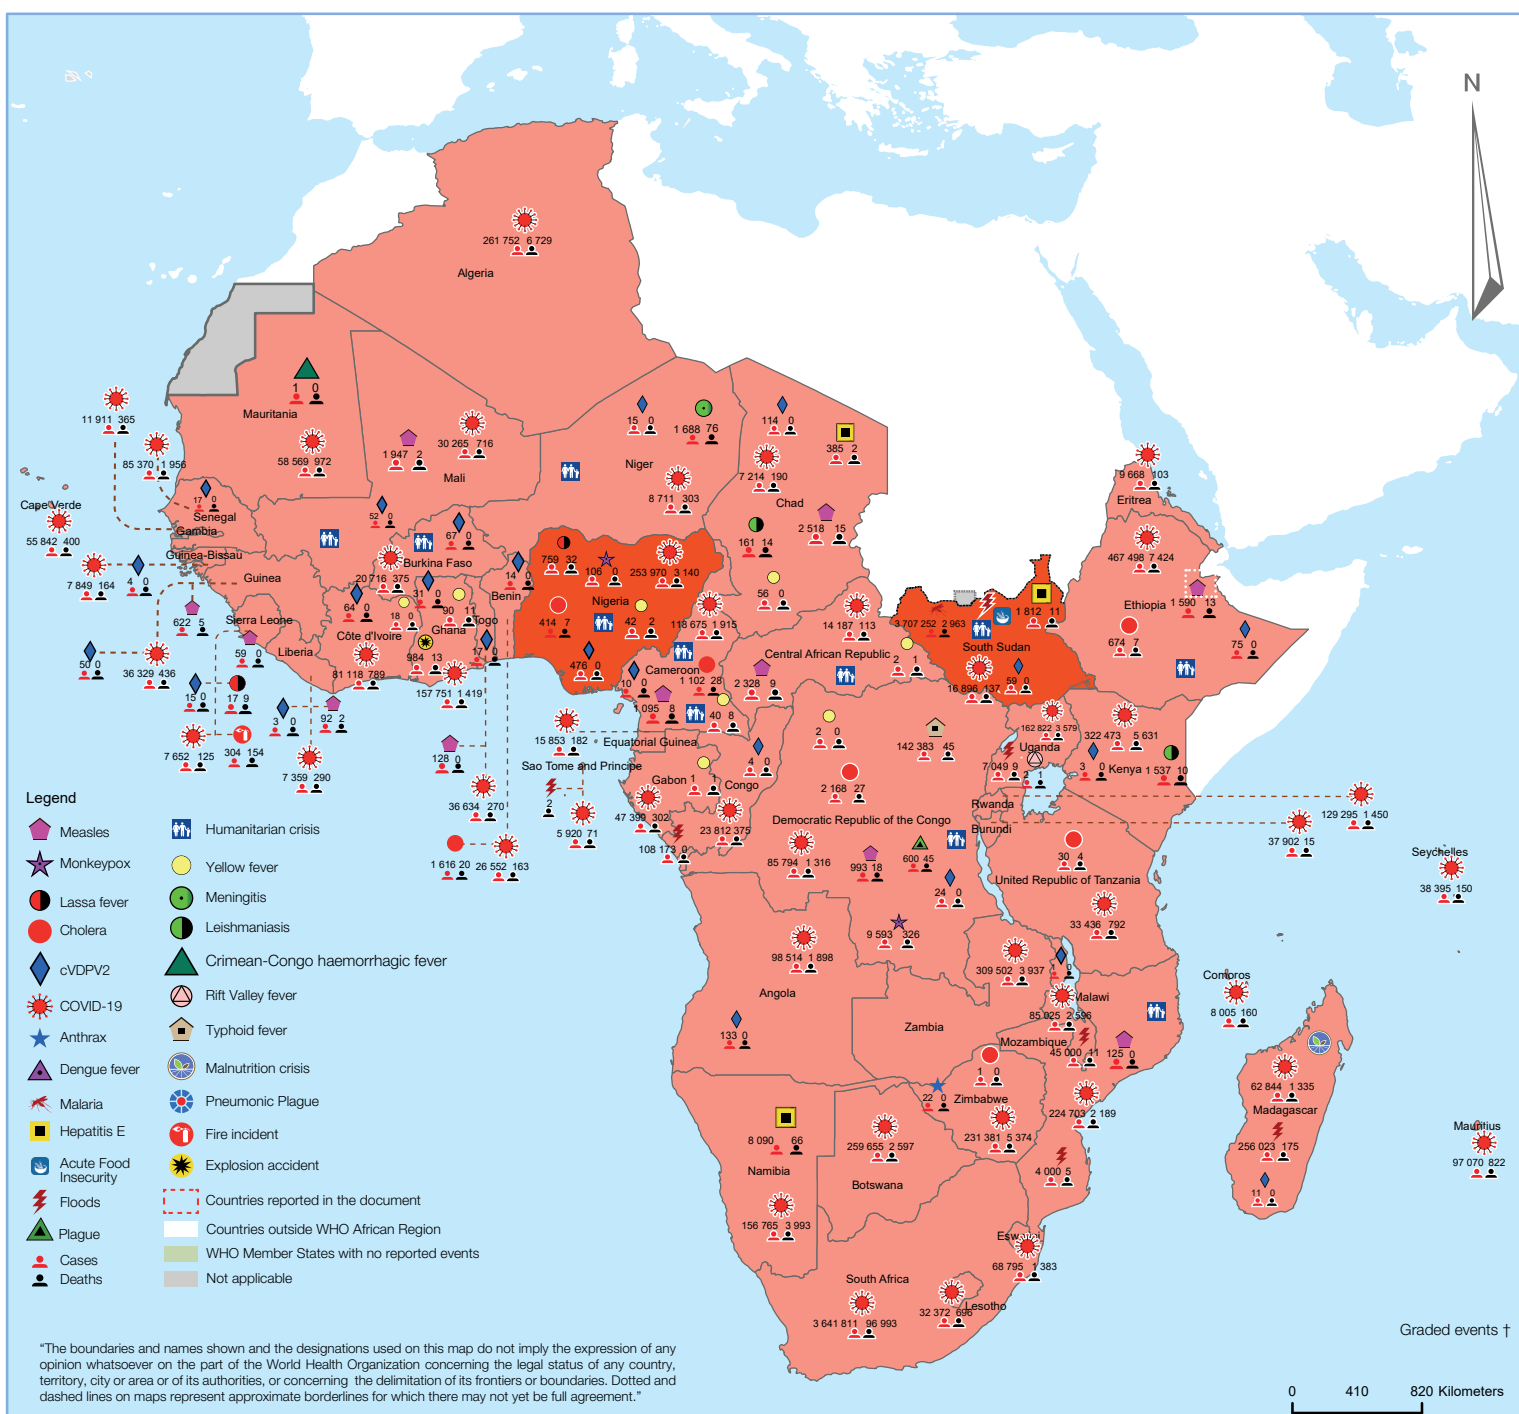 N
261 752 6 729
Algeria
1 0
Mauritania
58 569 972
11 911 365
85 370 1 956
1 947 2
30 265 716
Mali
15 0
1 688 76
Niger
8 711 303
114 0
385 2
7 214 190
Chad
2 518 15
161 14
56 0
9 668 103
Eritrea
467 498 7 424
Ethiopia
1 590 13
674 7
75 0
17 0
Senegal
Gambia
Cape Verde
55 842 400
Guinea-Bissau
7 849 164
4 0
Guinea
622 5
Sierra Leone
59 0
Liberia
50 0
36 329 436
15 0
17 9
3 0
92 2
7 652 125
304 154
7 359 290
52 0
67 0
Burkina Faso
20 716 375
31 0
64 0
18 0
90 11
Côte d'Ivoire
Ghana
Togo
Benin
14 0
984 13
17 0
81 118 789
157 751 1 419
759 32
106 0
253 970 3 140
Nigeria
414 7
42 2
476 0
118 675 1 915
Cameroon
10 0
1 102 28
1 095 8
40 8
14 187 113
Central African Republic
2 328 9
2 1
3 707 252 2 963
1 812 11
South Sudan
16 896 137
59 0
128 0
36 634 270
1 616 20
26 552 163
15 853 182
Equatorial Guinea
Sao Tome and Principe
2
5 920 71
Gabon
1 1
47 399 302
108 173 0
Congo
4 0
23 812 375
2 0
142 383 45
2 168 27
Democratic Republic of the Congo
85 794 1 316
993 18
600 45
24 0
9 593 326
162 822 3 579
Uganda
7 049 9
2 1
322 473 5 631
3 0
Kenya
1 537 10
Rwanda
Burundi
129 295 1 450
37 902 15
Seychelles
38 395 150
30 4
United Republic of Tanzania
33 436 792
98 514 1 898
Angola
133 0
309 502 3 937
Zambia
1 0
Malawi
85 025 2 596
Mozambique
45 000 11
125 0
224 703 2 189
4 000 5
Comoros
8 005 160
62 844 1 335
Madagascar
256 023 175
11 0
Mauritius
97 070 822
1 0
22 0
Zimbabwe
231 381 5 374
8 090 66
Namibia
156 765 3 993
259 655 2 597
Botswana
68 795 1 383
South Africa
3 641 811 96 993
32 372 696
Lesotho
Legend
Measles
Monkeypox
Lassa fever
Cholera
cVDPV2
COVID-19
Anthrax
Dengue fever
Malaria
Hepatitis E
Acute Food
Insecurity
Floods
Plague
Cases
Deaths
Humanitarian crisis
Yellow fever
Meningitis
Leishmaniasis
Crimean-Congo haemorrhagic fever
Rift Valley fever
Typhoid fever
Malnutrition crisis
Pneumonic Plague
Fire incident
Explosion accident
Countries reported in the document
Countries outside WHO African Region
WHO Member States with no reported events
Not applicable
"The boundaries and names shown and the designations used on this map do not imply the expression of any
opinion whatsoever on the part of the World Health Organization concerning the legal status of any country,
territory, city or area or of its authorities, or concerning the delimitation of its frontiers or boundaries. Dotted and
dashed lines on maps represent approximate borderlines for which there may not yet be full agreement."
Graded events †
0 410 820 Kilometers